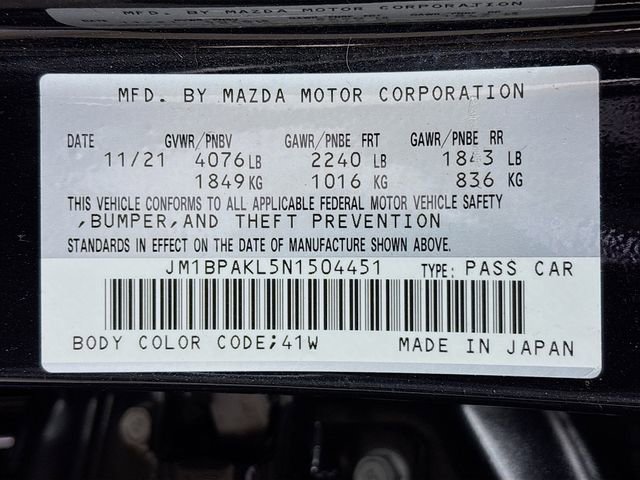 MFD. BY MAZDA MOTOR CORPORATION
DATE GVWR/PNBV GAWR/PNBE FRT GAWR/PNBE RR
11/21 4076 LB 2240 LB 1843 LB
1849 KG 1016 KG 836 KG
THIS VEHICLE CONFORMS TO ALL APPLICABLE FEDERAL MOTOR VEHICLE SAFETY
,BUMPER,AND THEFT PREVENTION
STANDARDS IN EFFECT ON THE DATE OF MANUFACTURE SHOWN ABOVE.
JM1BPAKL5N1504451 TYPE: PASS CAR
BODY COLOR CODE;41W MADE IN JAPAN